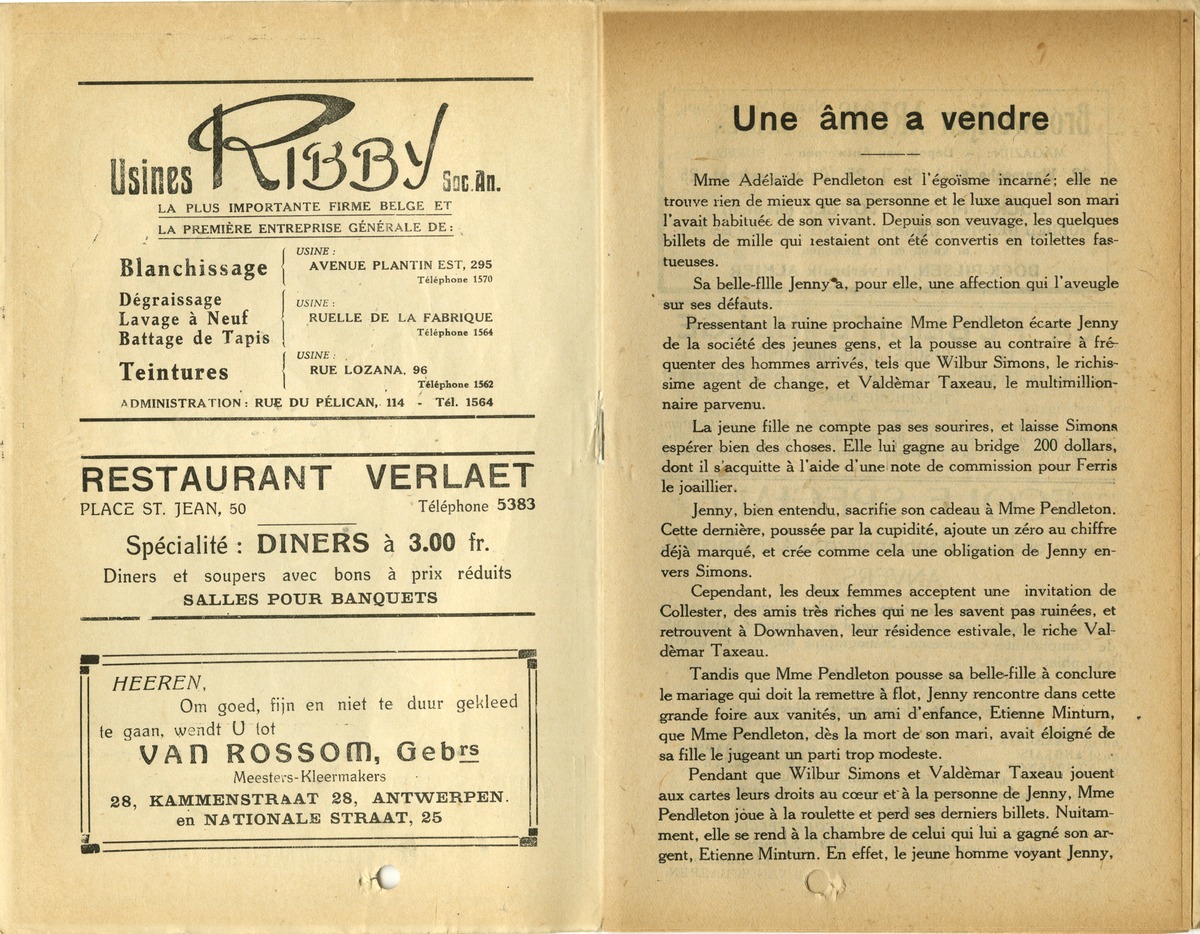 Usines RIBBY Soc. An.
LA PLUS IMPORTANTE FIRME BELGE ET
LA PREMIÈRE ENTREPRISE GÉNÉRALE DE:
Blanchissage
USINE:
AVENUE PLANTIN EST, 295
Téléphone 1570
Dégraissage
Lavage à Neuf
Battage de Tapis
USINE:
RUELLE DE LA FABRIQUE
Téléphone 1564
Teintures
USINE:
RUE LOZANA, 96
Téléphone 1562
ADMINISTRATION: RUE DU PÉLICAN, 114 - Tél. 1564
RESTAURANT VERLAET
PLACE ST. JEAN, 50 Téléphone 5383
Spécialité: DINERS à 3.00 fr.
Diners et soupers avec bons à prix réduits
SALLES POUR BANQUETS
HEEREN,
Om goed, fijn en niet te duur gekleed
te gaan, wendt U tot
VAN ROSSOM, Gebrs
Meesters-Kleermakers
28, KAMMENSTRAAT 28, ANTWERPEN.
en NATIONALE STRAAT, 25
Une âme a vendre
Mme Adélaïde Pendleton est l'égoïsme incarné; elle ne
trouve rien de mieux que sa personne et le luxe auquel son mari
l'avait habituée de son vivant. Depuis son veuvage, les quelques
billets de mille qui restaient ont été convertis en toilettes fas-
tueuses.
Sa belle-fille Jenny a, pour elle, une affection qui l'aveugle
sur ses défauts.
Pressentant la ruine prochaine Mme Pendleton écarte Jenny
de la société des jeunes gens, et la pousse au contraire à fré-
quenter des hommes arrivés, tels que Wilbur Simons, le richis-
sime agent de change, et Valdèmar Taxeau, le multimillion-
naire parvenu.
La jeune fille ne compte pas ses sourires, et laisse Simons
espérer bien des choses. Elle lui gagne au bridge 200 dollars,
dont il s'acquitte à l'aide d'une note de commission pour Ferris
le joaillier.
Jenny, bien entendu, sacrifie son cadeau à Mme Pendleton.
Cette dernière, poussée par la cupidité, ajoute un zéro au chiffre
déjà marqué, et crée comme cela une obligation de Jenny en-
vers Simons.
Cependant, les deux femmes acceptent une invitation de
Collester, des amis très riches qui ne les savent pas ruinées, et
retrouvent à Downhaven, leur résidence estivale, le riche Val-
dèmar Taxeau.
Tandis que Mme Pendleton pousse sa belle-fille à conclure
le mariage qui doit la remettre à flot, Jenny rencontre dans cette
grande foire aux vanités, un ami d'enfance, Etienne Minturn,
que Mme Pendleton, dès la mort de son mari, avait éloigné de
sa fille le jugeant un parti trop modeste.
Pendant que Wilbur Simons et Valdèmar Taxeau jouent
aux cartes leurs droits au cœur et à la personne de Jenny, Mme
Pendleton joue à la roulette et perd ses derniers billets. Nuitam-
ment, elle se rend à la chambre de celui qui lui a gagné son ar-
gent, Etienne Minturn. En effet, le jeune homme voyant Jenny,